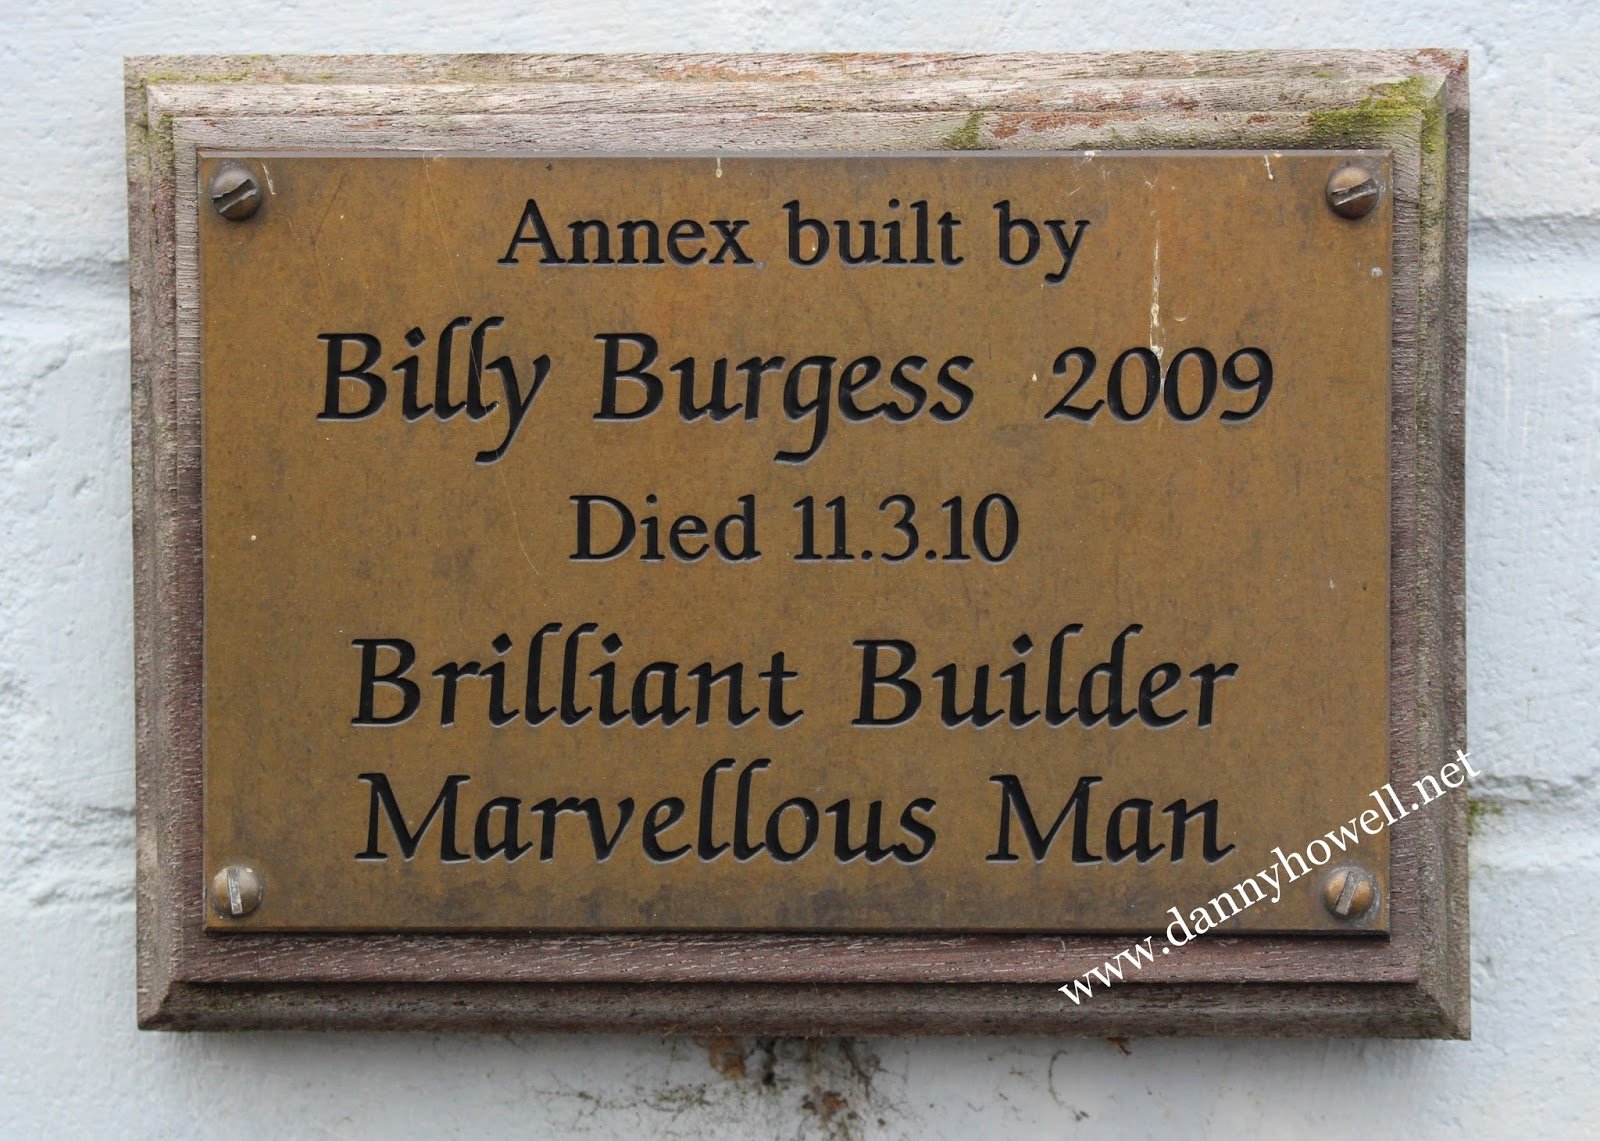 Annex built by
Billy Burgess 2009
Died 11.3.10
Brilliant Builder
Marvellous Man
www.dannyhowell.net